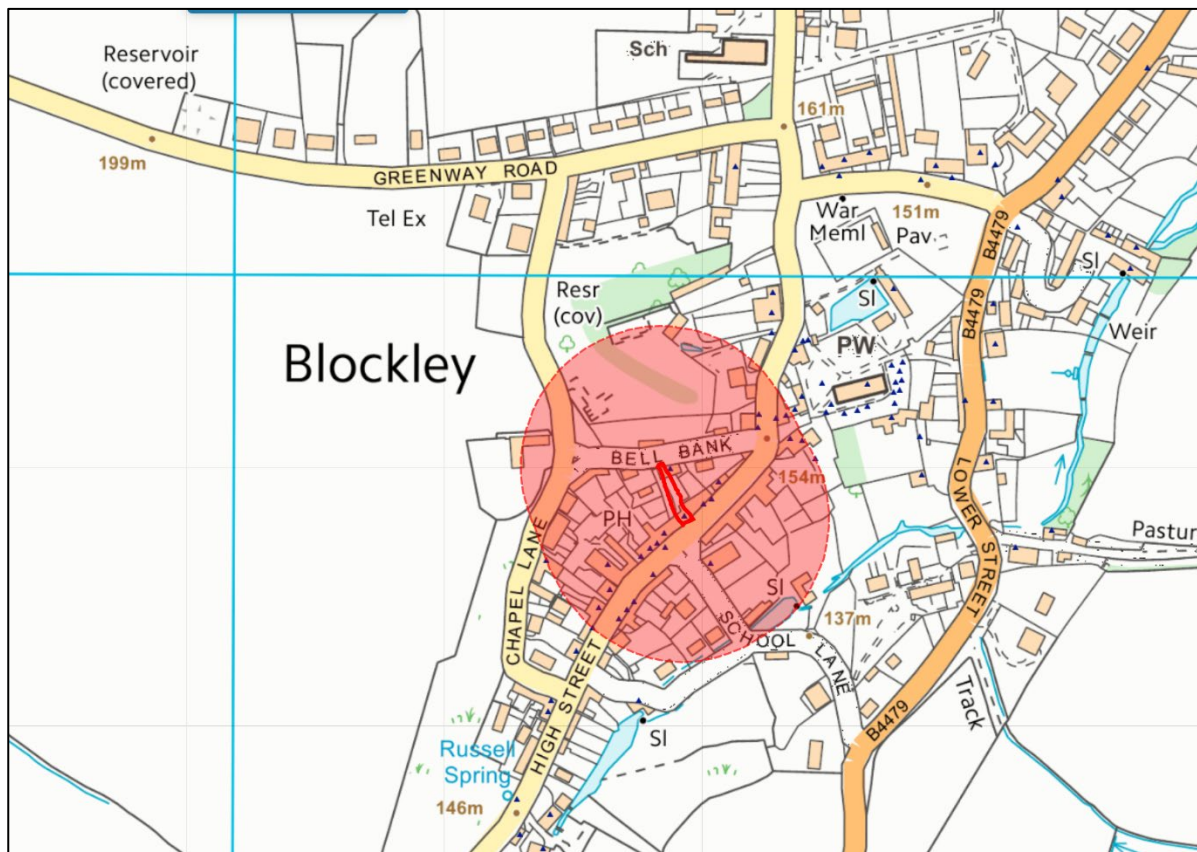 Reservoir
(covered)
Sch
161m
199m
GREENWAY ROAD
Tel Ex
War
Meml
151m
Pav
B4479
Sl
Resr
(cov)
Sl
B4479
Weir
PW
Blockley
BELL BANK
154m
LOWER STREET
PH
Pastur
CHAPEL LANE
Sl
SCHOOL LANE
137m
HIGH STREET
Track
B4479
Sl
Russell
Spring
146m